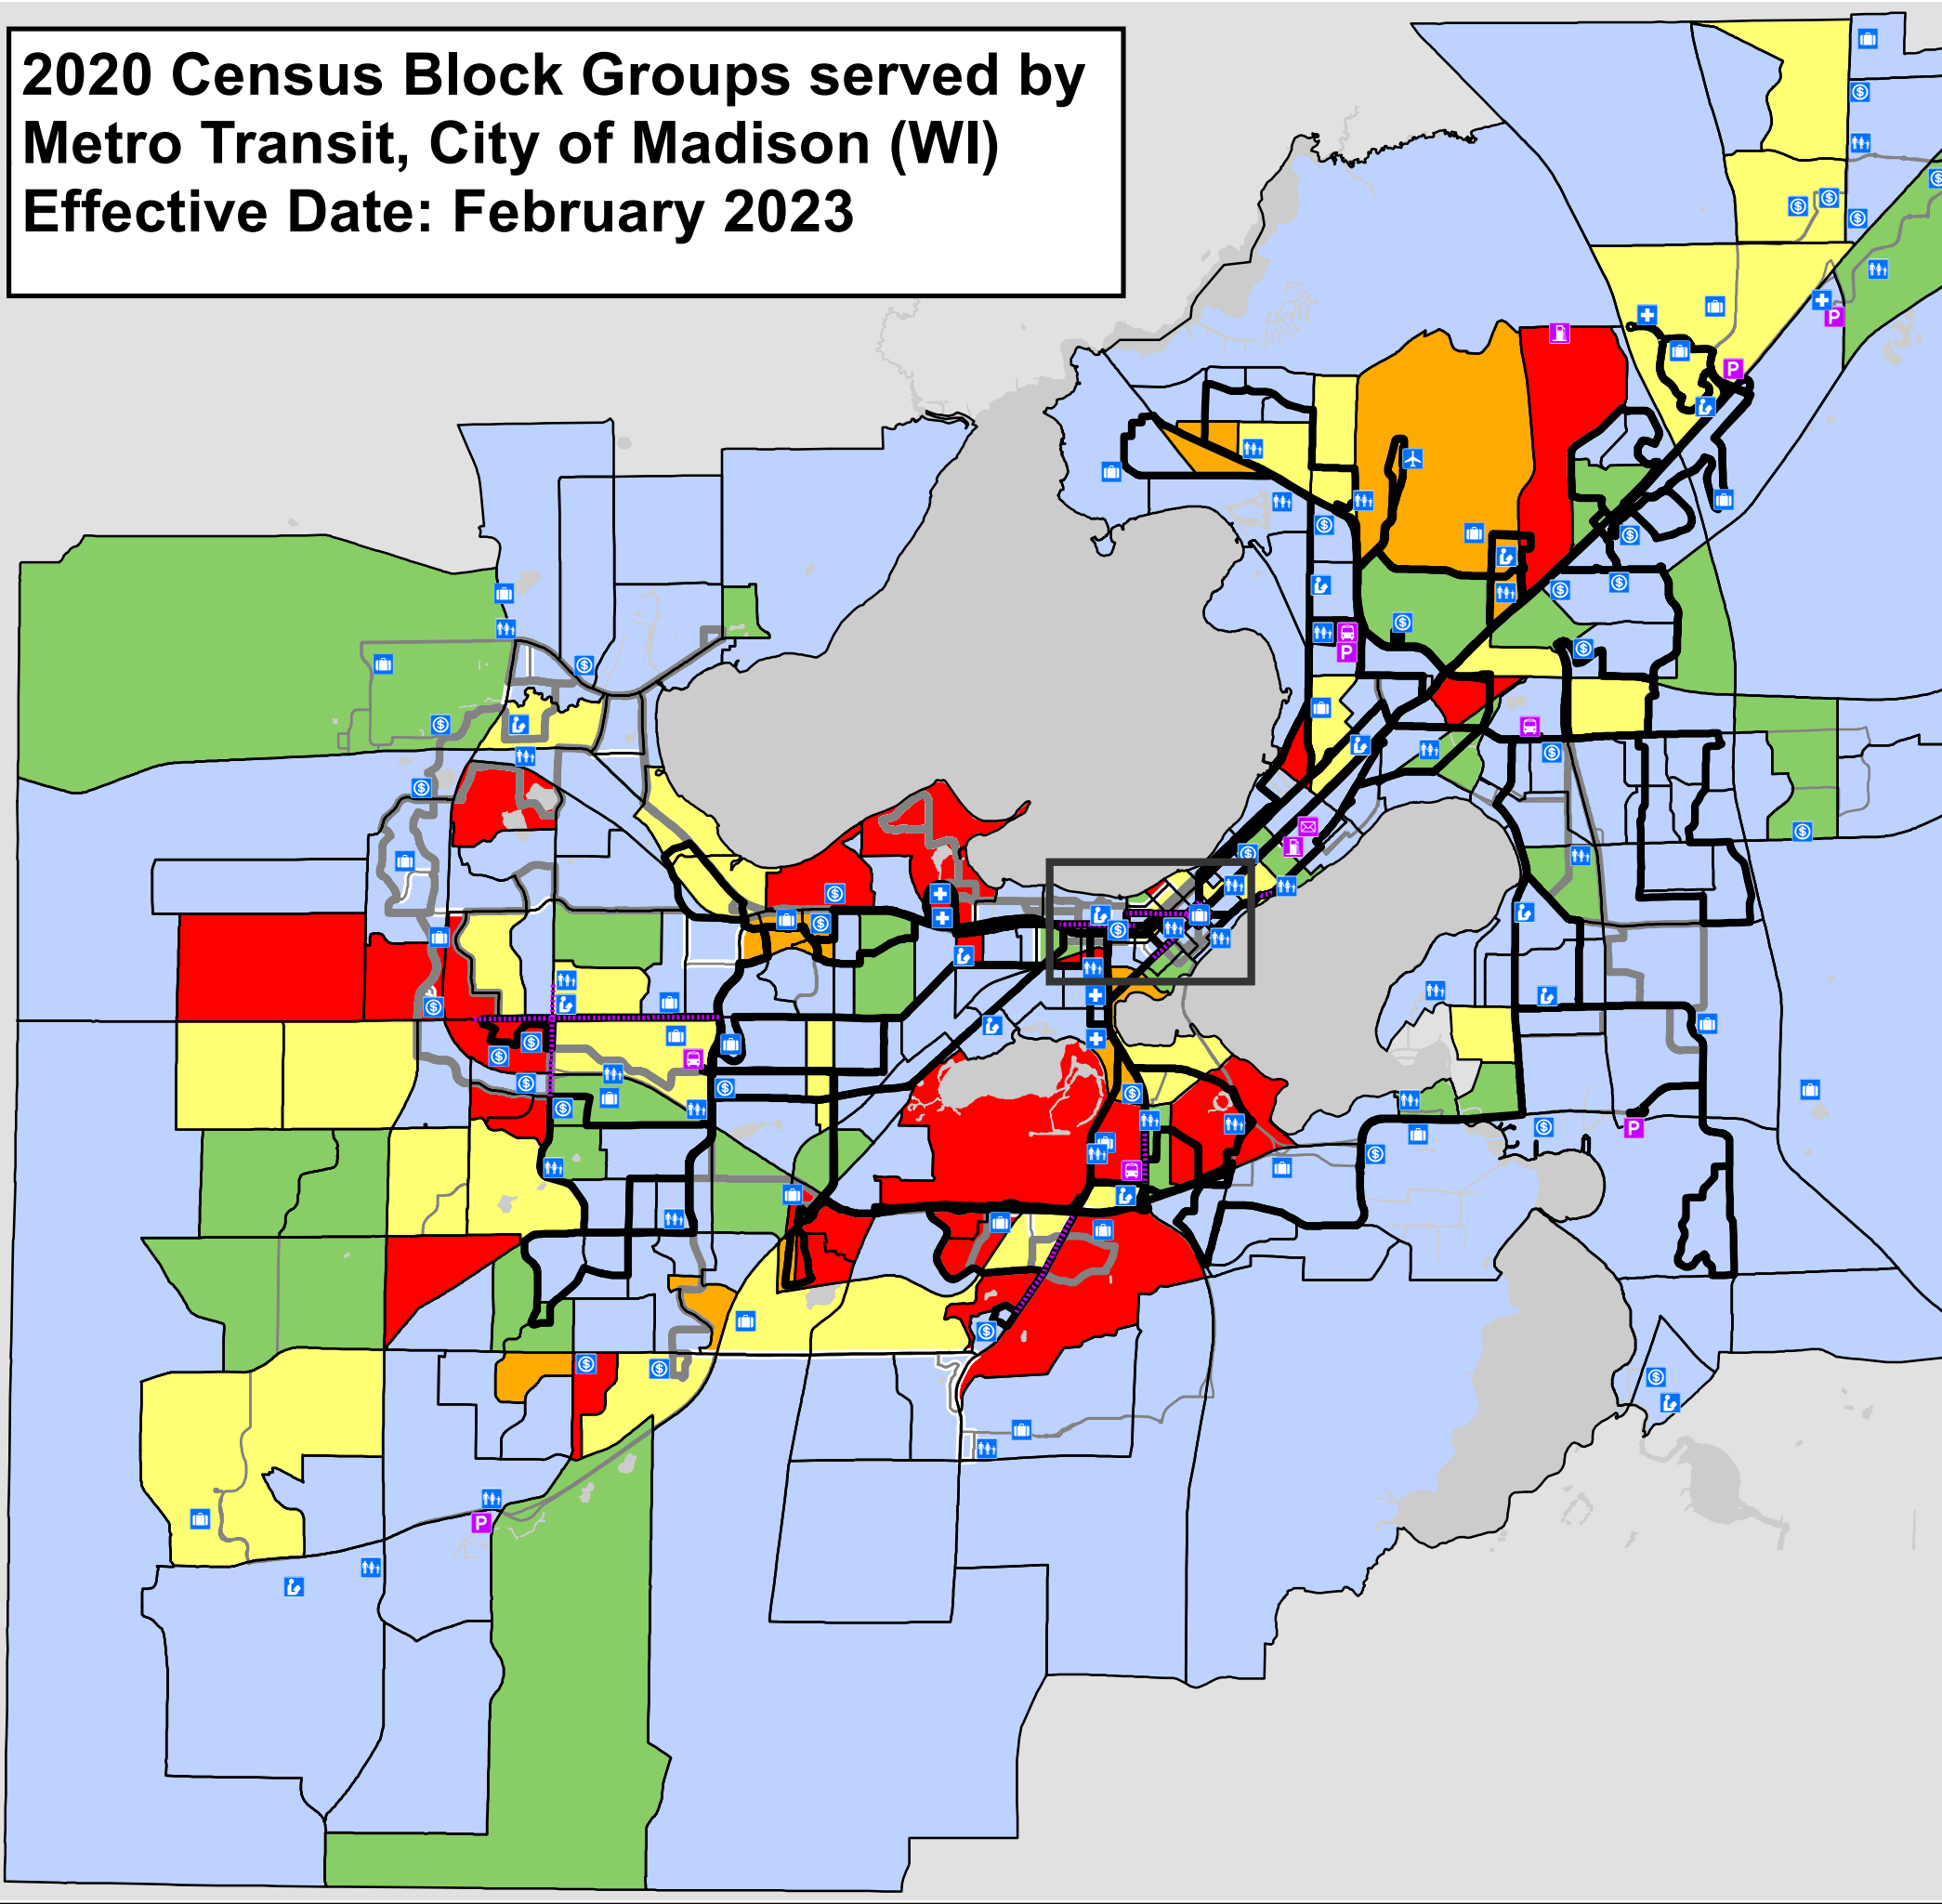 2020 Census Block Groups served by
Metro Transit, City of Madison (WI)
Effective Date: February 2023
P
P
P
P
P